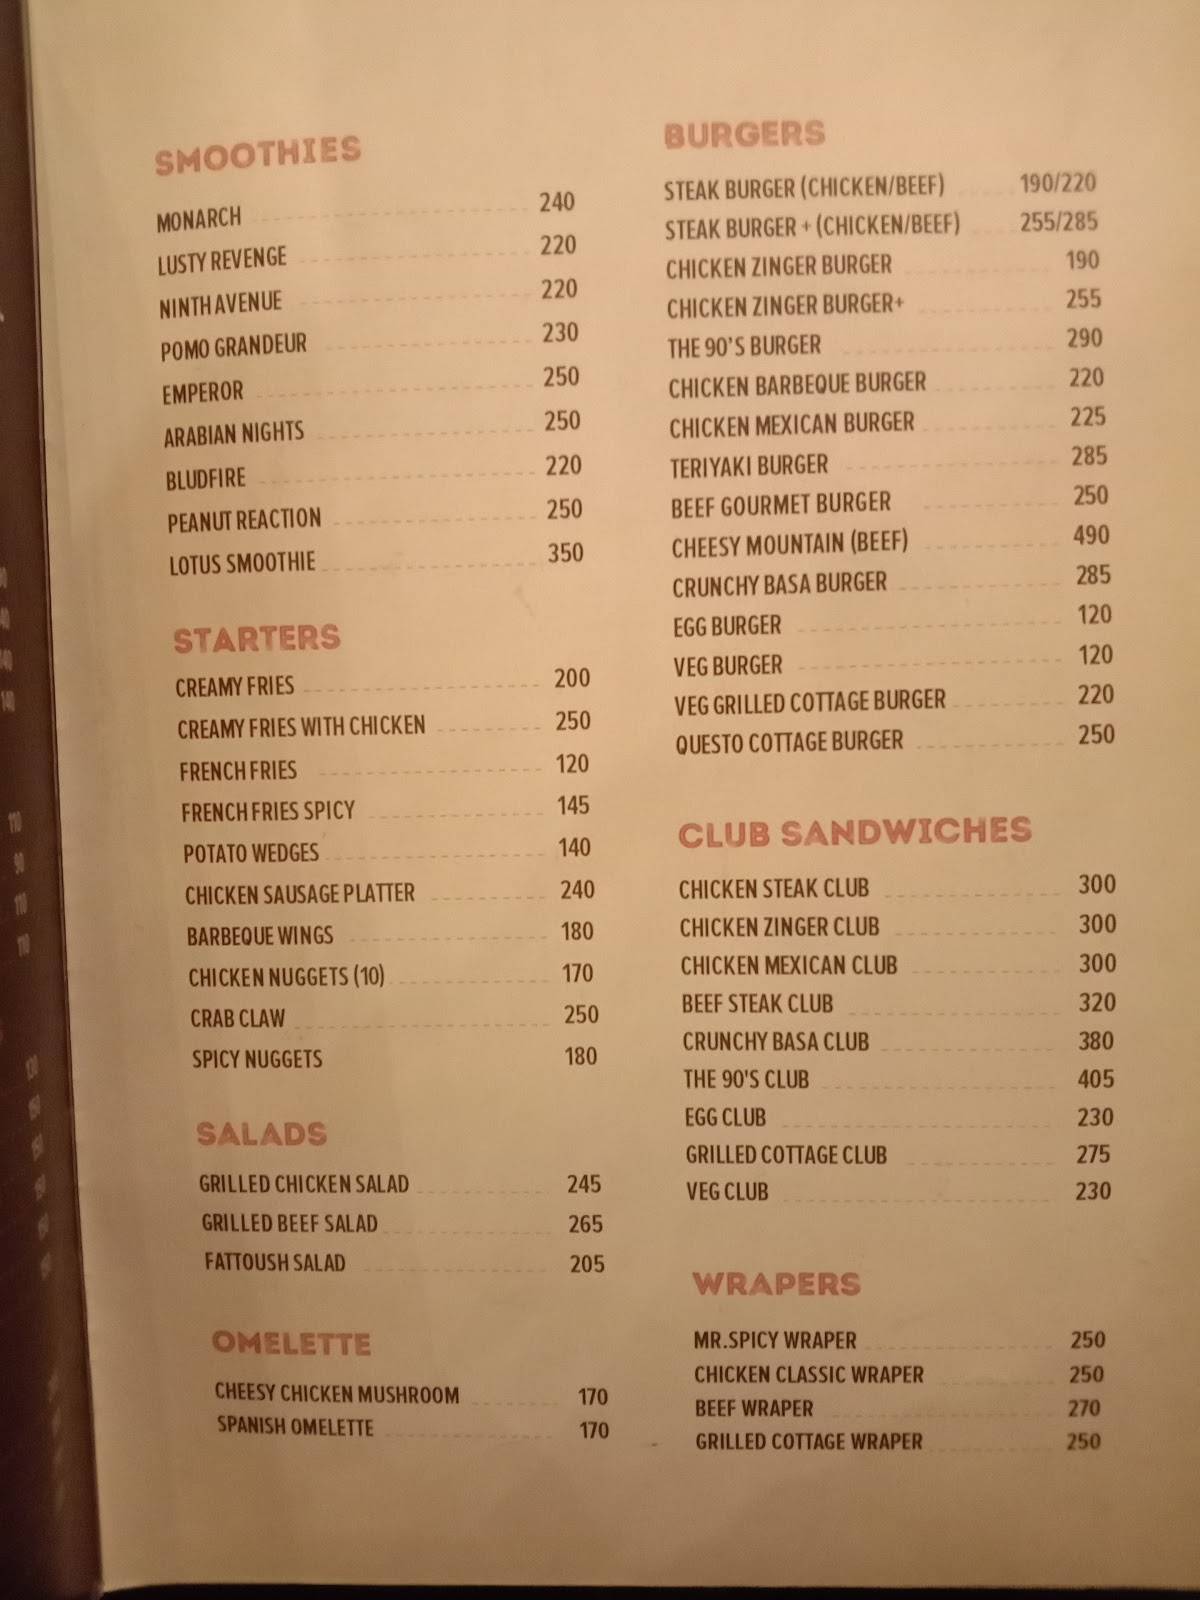 SMOOTHIES
MONARCH 240
LUSTY REVENGE 220
NINTH AVENUE 220
POMO GRANDEUR 230
EMPEROR 250
ARABIAN NIGHTS 250
BLUDFIRE 220
PEANUT REACTION 250
LOTUS SMOOTHIE 350
STARTERS
CREAMY FRIES 200
CREAMY FRIES WITH CHICKEN 250
FRENCH FRIES 120
FRENCH FRIES SPICY 145
POTATO WEDGES 140
CHICKEN SAUSAGE PLATTER 240
BARBEQUE WINGS 180
CHICKEN NUGGETS (10) 170
CRAB CLAW 250
SPICY NUGGETS 180
SALADS
GRILLED CHICKEN SALAD 245
GRILLED BEEF SALAD 265
FATTOUSH SALAD 205
OMELETTE
CHEESY CHICKEN MUSHROOM 170
SPANISH OMELETTE 170
BURGERS
STEAK BURGER (CHICKEN/BEEF) 190/220
STEAK BURGER + (CHICKEN/BEEF) 255/285
CHICKEN ZINGER BURGER 190
CHICKEN ZINGER BURGER+ 255
THE 90'S BURGER 290
CHICKEN BARBEQUE BURGER 220
CHICKEN MEXICAN BURGER 225
TERIYAKI BURGER 285
BEEF GOURMET BURGER 250
CHEESY MOUNTAIN (BEEF) 490
CRUNCHY BASA BURGER 285
EGG BURGER 120
VEG BURGER 120
VEG GRILLED COTTAGE BURGER 220
QUESTO COTTAGE BURGER 250
CLUB SANDWICHES
CHICKEN STEAK CLUB 300
CHICKEN ZINGER CLUB 300
CHICKEN MEXICAN CLUB 300
BEEF STEAK CLUB 320
CRUNCHY BASA CLUB 380
THE 90'S CLUB 405
EGG CLUB 230
GRILLED COTTAGE CLUB 275
VEG CLUB 230
WRAPERS
MR.SPICY WRAPER 250
CHICKEN CLASSIC WRAPER 250
BEEF WRAPER 270
GRILLED COTTAGE WRAPER 250
140
110
90
110
110